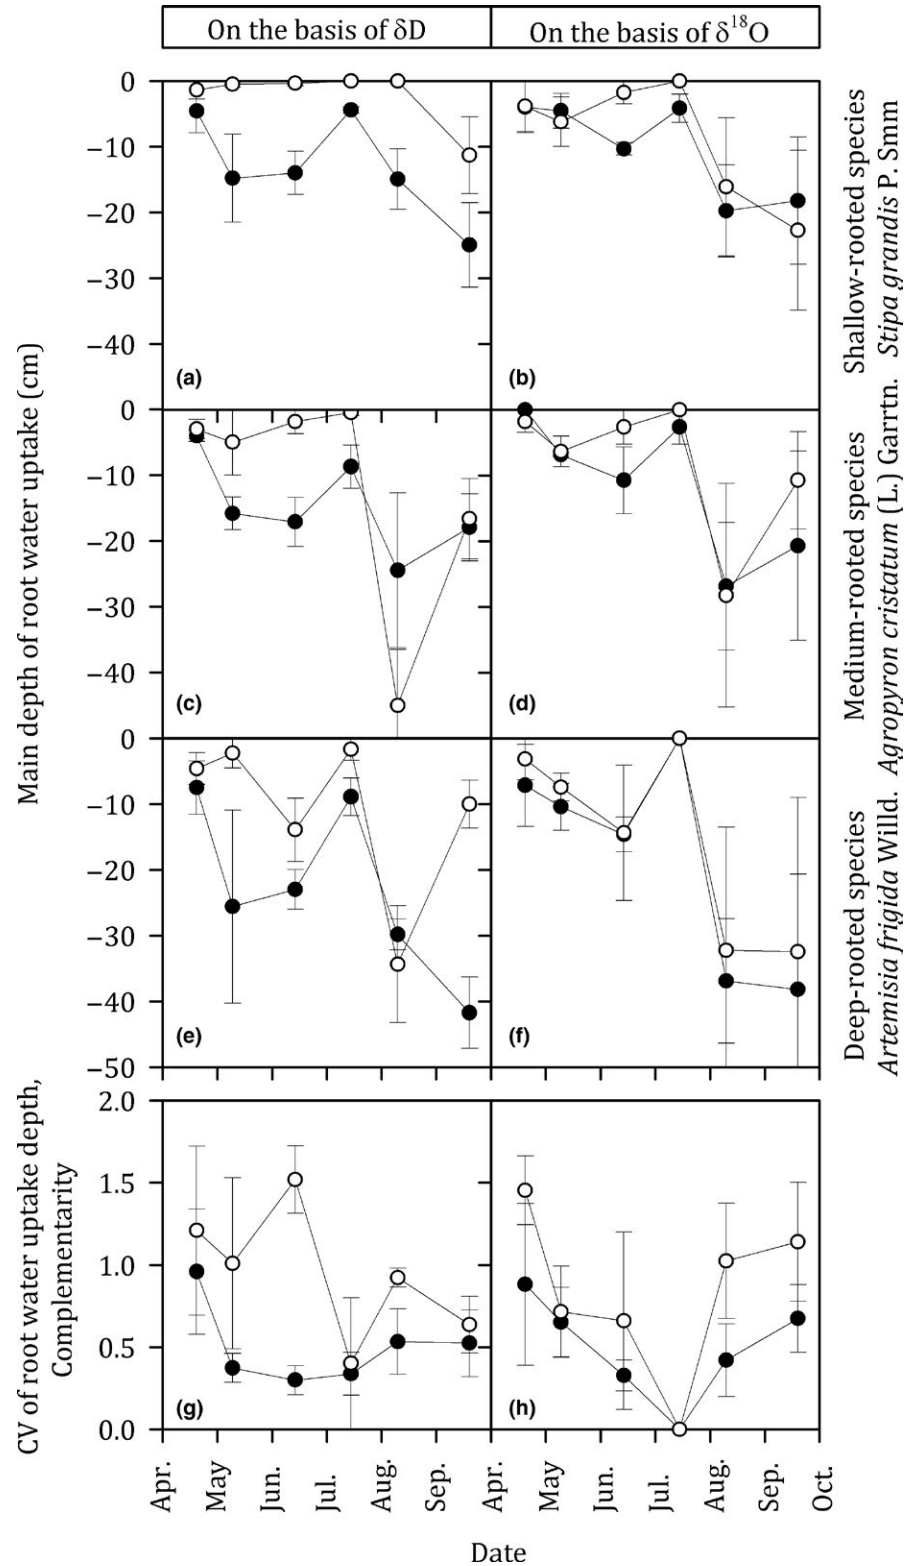 On the basis of δD
On the basis of δ¹⁸O
0
−10
−20
−30
−40
(a)
(b)
Shallow-rooted species
Stipa grandis P. Smm
0
−10
−20
−30
−40
(c)
(d)
Medium-rooted species
Agropyron cristatum (L.) Garrtn.
0
−10
−20
−30
−40
−50
(e)
(f)
Deep-rooted species
Artemisia frigida Willd.
Main depth of root water uptake (cm)
2.0
1.5
1.0
0.5
0.0
(g)
(h)
CV of root water uptake depth,
Complementarity
Apr.
May
Jun.
Jul.
Aug.
Sep.
Apr.
May
Jun.
Jul.
Aug.
Sep.
Oct.
Date